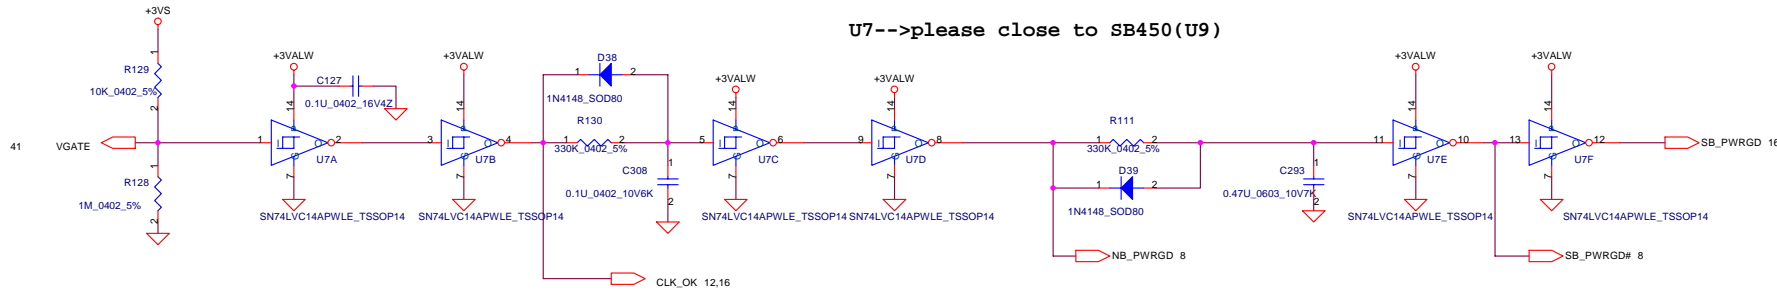 U7-->please close to SB450(U9)
+3VS
1
R129
10K_0402_5%
2
41 VGATE
R128
1M_0402_5%
1
2
+3VALW
C127
0.1U_0402_16V4Z
14
1 2
U7A
7
SN74LVC14APWLE_TSSOP14
+3VALW
14
3 4
U7B
7
SN74LVC14APWLE_TSSOP14
D38
1 2
1N4148_SOD80
R130
1 2
330K_0402_5%
C308
0.1U_0402_10V6K
1
2
CLK_OK 12,16
+3VALW
14
5 6
U7C
7
SN74LVC14APWLE_TSSOP14
+3VALW
14
9 8
U7D
7
SN74LVC14APWLE_TSSOP14
R111
1 2
330K_0402_5%
D39
1 2
1N4148_SOD80
NB_PWRGD 8
C293
0.47U_0603_10V7K
1
2
+3VALW
14
11 10
U7E
7
SN74LVC14APWLE_TSSOP14
+3VALW
14
13 12
U7F
7
SN74LVC14APWLE_TSSOP14
SB_PWRGD 16
SB_PWRGD# 8